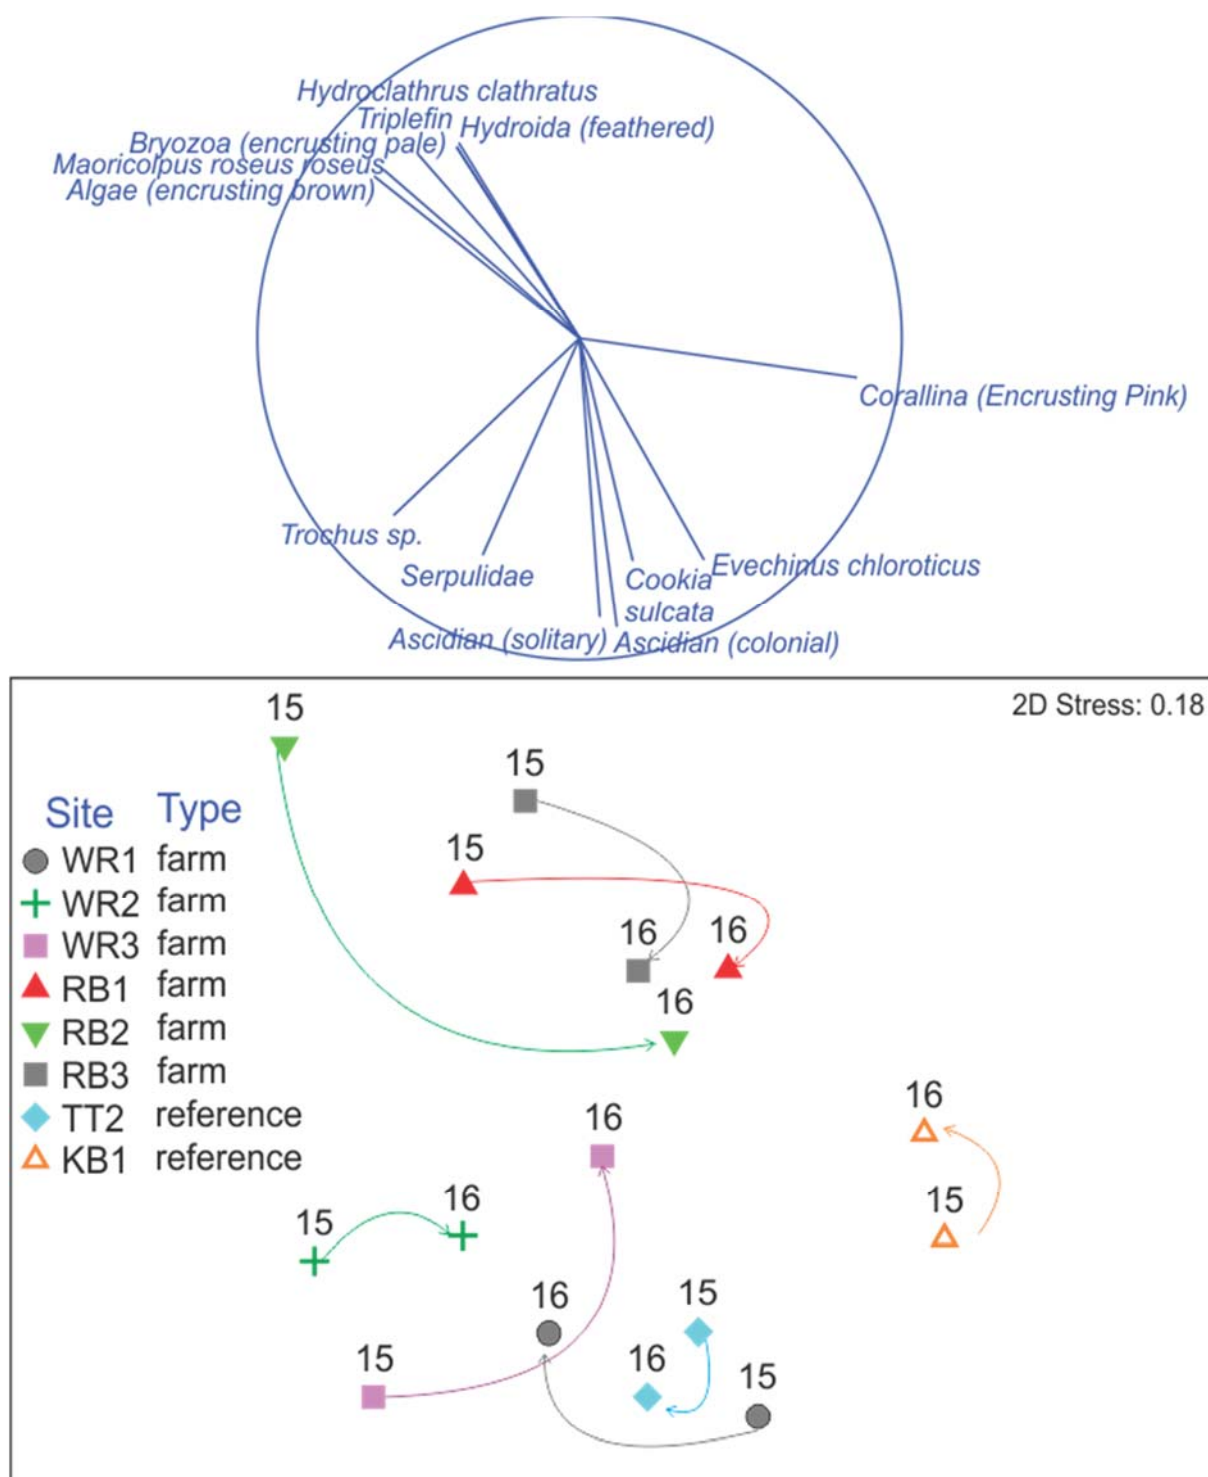 Hydroclathrus clathratus
Triplefin Hydroida (feathered)
Bryozoa (encrusting pale)
Maoricolpus roseus roseus
Algae (encrusting brown)
Corallina (Encrusting Pink)
Trochus sp.
Serpulidae
Cookia Evechinus chloroticus
sulcata
Ascidian (solitary) Ascidian (colonial)
2D Stress: 0.18
15
15
15
Site Type
WR1 farm
WR2 farm
WR3 farm
RB1 farm
RB2 farm
RB3 farm
TT2 reference
KB1 reference
16 16
16
16
16
15
15 16
16 15
15 16 15